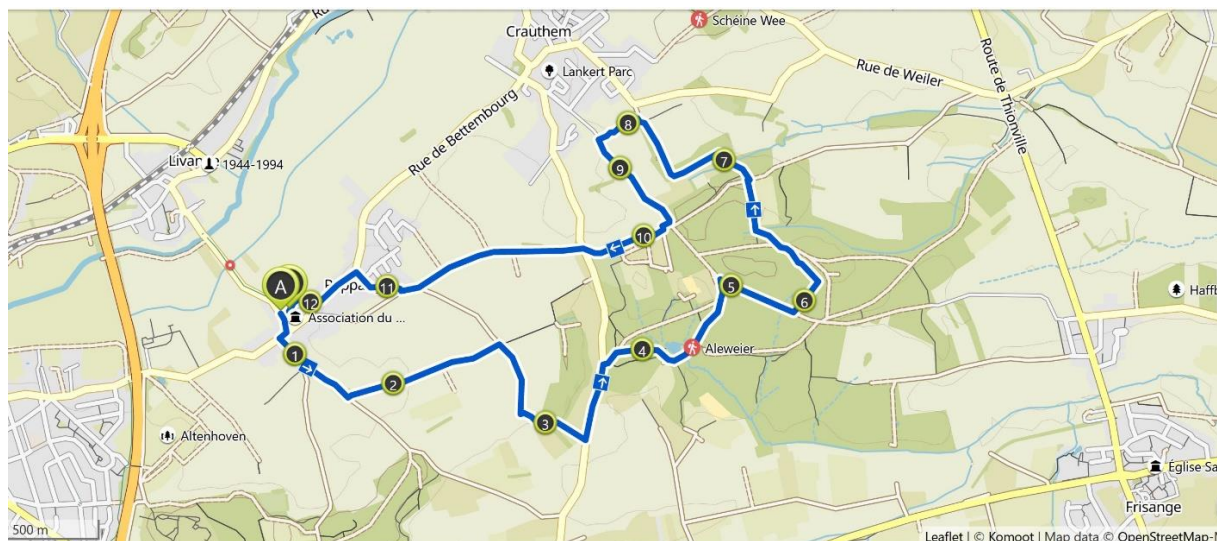 Schéine Wee
Crauthem
Lankert Parc
Rue de Weiler
Route de Thionville
Rue de Bettembourg
1944-1994
8
9
7
10
11
12
A
5
6
Association du ...
Aleweier
4
1
2
3
Altenhoven
Frisange
500 m
Leaflet | © Komoot | Map data © OpenStreetMap-M